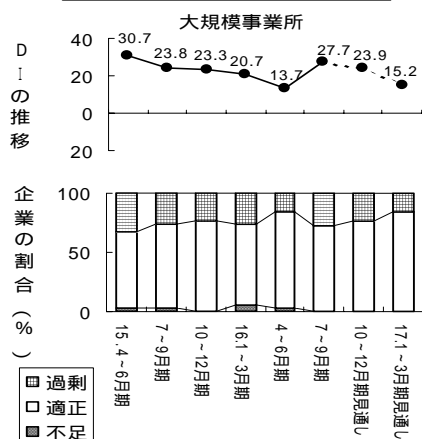 大規模事業所
DIの推移
40
20
0
20
30.7
23.8
23.3
20.7
13.7
27.7
23.9
15.2
企業の割合(%)
100
50
0
15.4~6月期
7~9月期
10~12月期
16.1~3月期
4~6月期
7~9月期
10~12月期見通し
17.1~3月期見通し
過剰
適正
不足